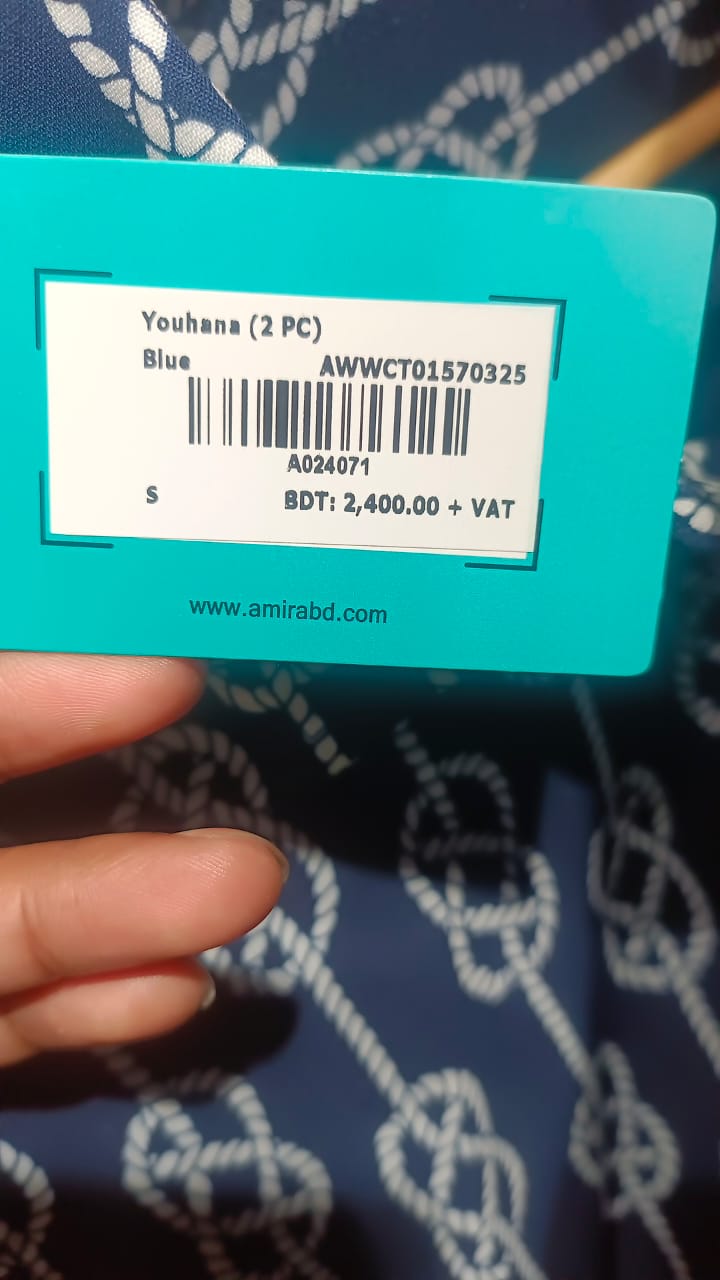 Youhana (2 PC)
Blue AWWCT01570325
A024071
S BDT: 2,400.00 + VAT
www.amirabd.com